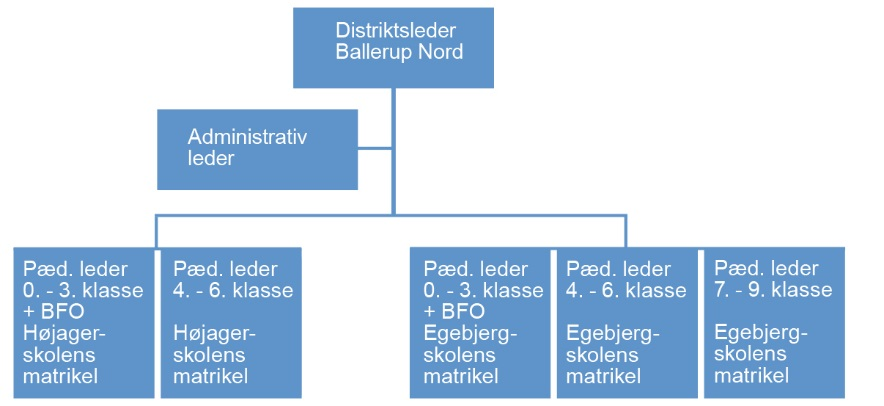 Distriktsleder
Ballerup Nord
Administrativ
leder
Pæd. leder
0. - 3. klasse
+ BFO
Højager-
skolens
matrikel
Pæd. leder
4. - 6. klasse
Højager-
skolens
matrikel
Pæd. leder
0. - 3. klasse
+ BFO
Egebjerg-
skolens
matrikel
Pæd. leder
4. - 6. klasse
Egebjerg-
skolens
matrikel
Pæd. leder
7. - 9. klasse
Egebjerg-
skolens
matrikel